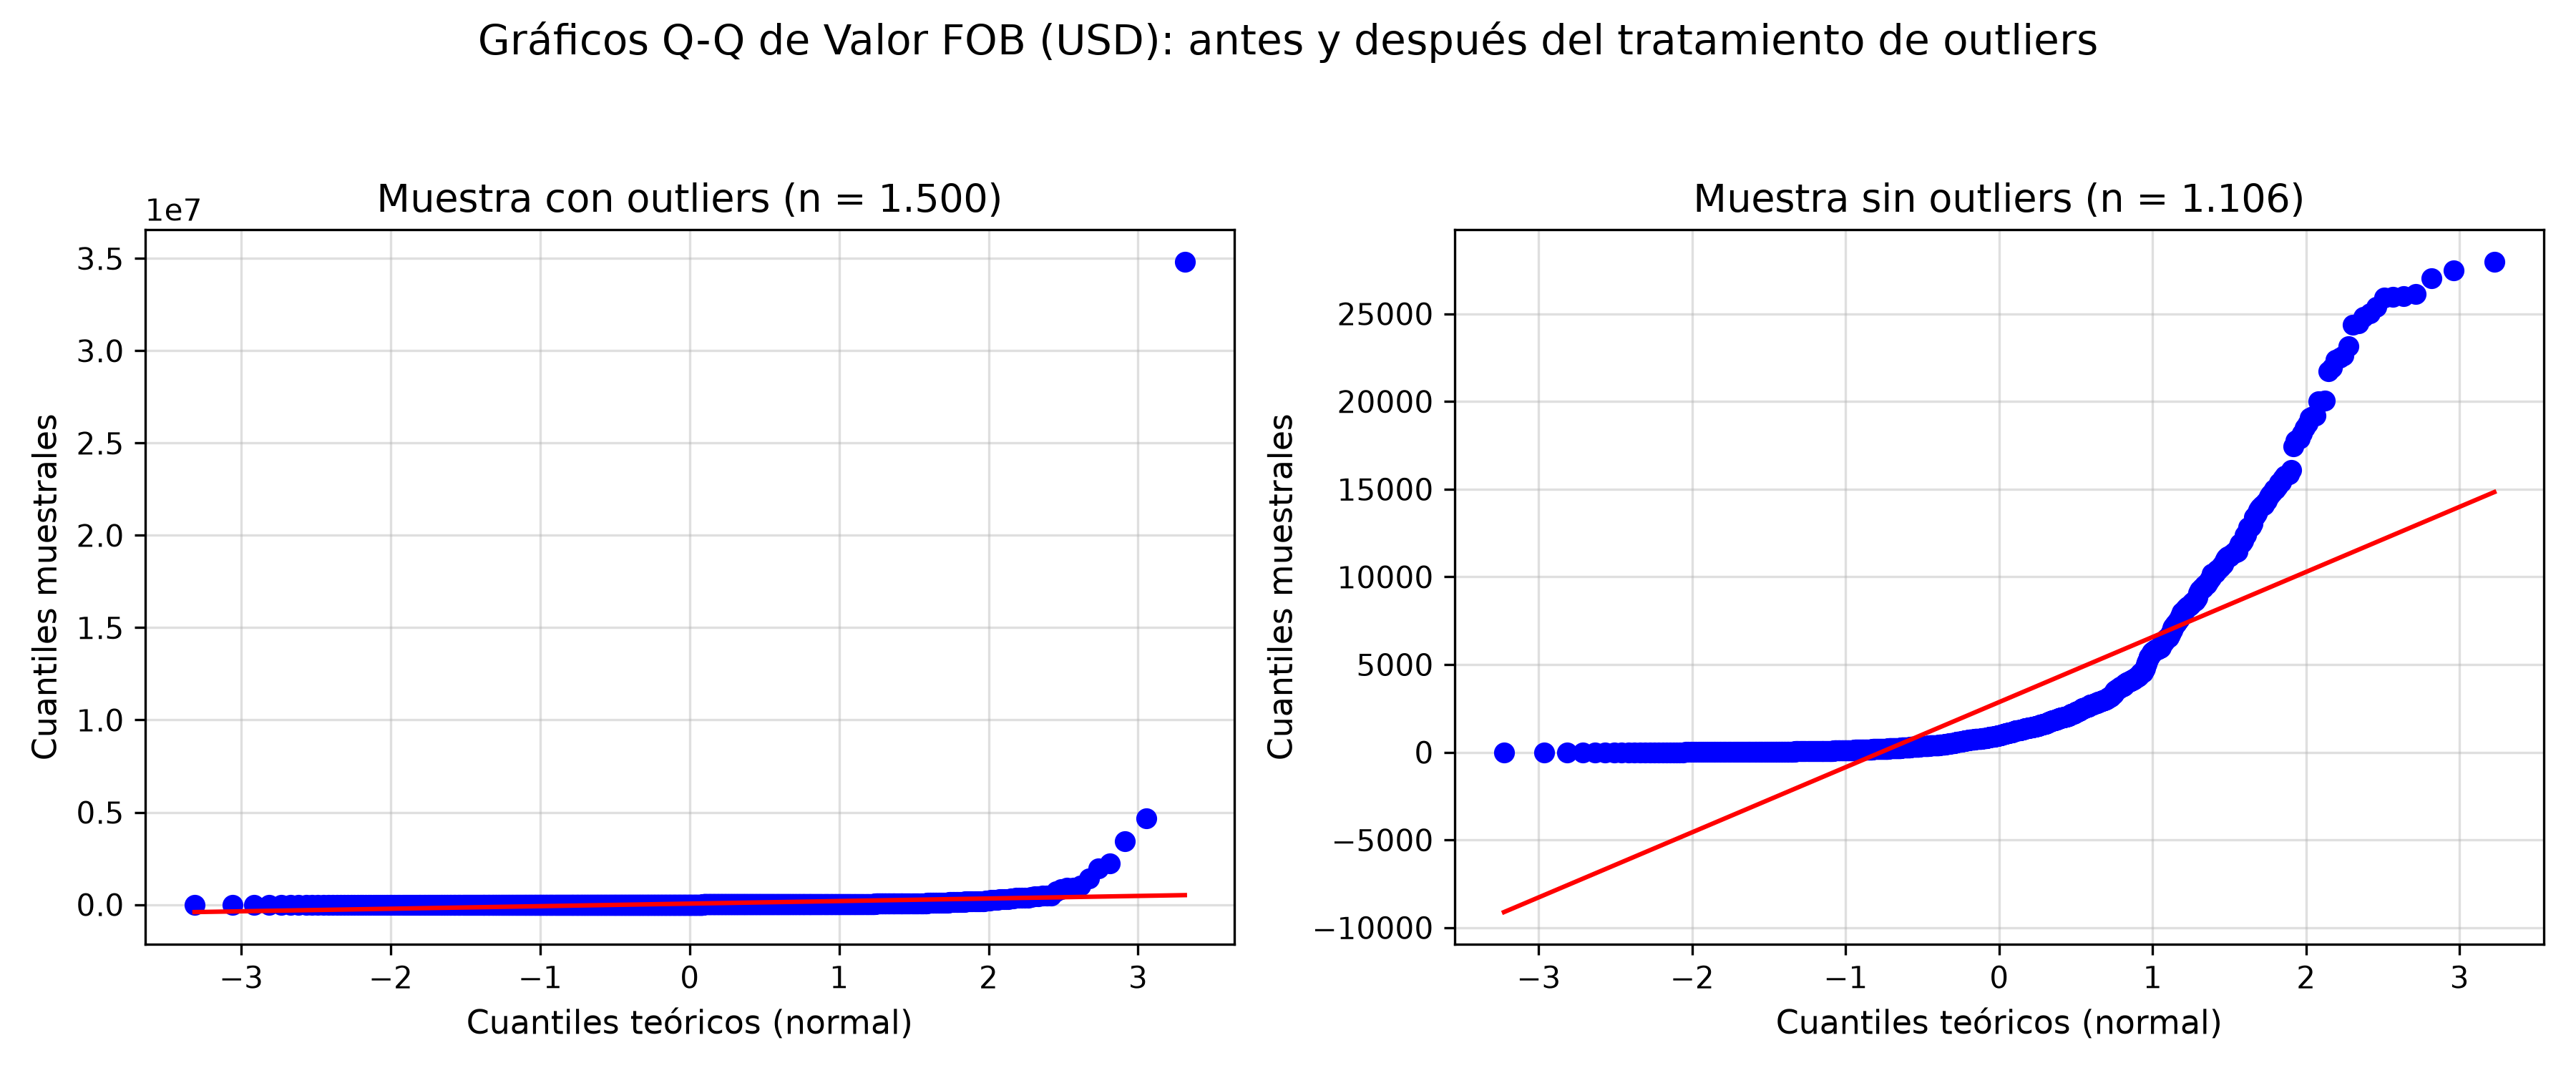 Gráficos Q-Q de Valor FOB (USD): antes y después del tratamiento de outliers
Muestra con outliers (n = 1.500)
1e7
3.5
3.0
2.5
2.0
1.5
1.0
0.5
0.0
Cuantiles muestrales
−3 −2 −1 0 1 2 3
Cuantiles teóricos (normal)
Muestra sin outliers (n = 1.106)
25000
20000
15000
10000
5000
0
−5000
−10000
Cuantiles muestrales
−3 −2 −1 0 1 2 3
Cuantiles teóricos (normal)